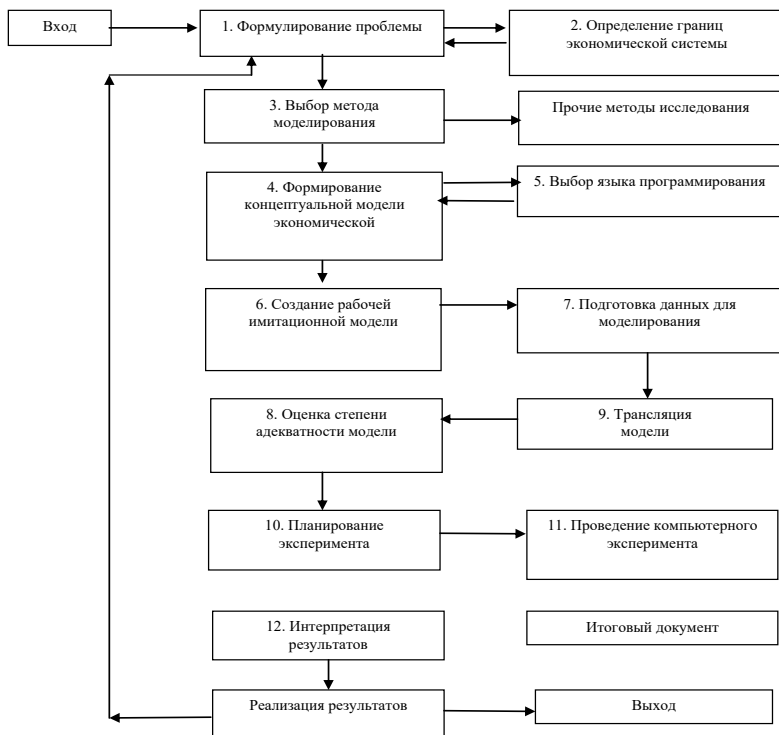 Вход
1. Формулирование проблемы
2. Определение границ
экономической системы
3. Выбор метода
моделирования
Прочие методы исследования
4. Формирование
концептуальной модели
экономической
5. Выбор языка программирования
6. Создание рабочей
имитационной модели
7. Подготовка данных для
моделирования
8. Оценка степени
адекватности модели
9. Трансляция
модели
10. Планирование
эксперимента
11. Проведение компьютерного
эксперимента
12. Интерпретация
результатов
Итоговый документ
Реализация результатов
Выход